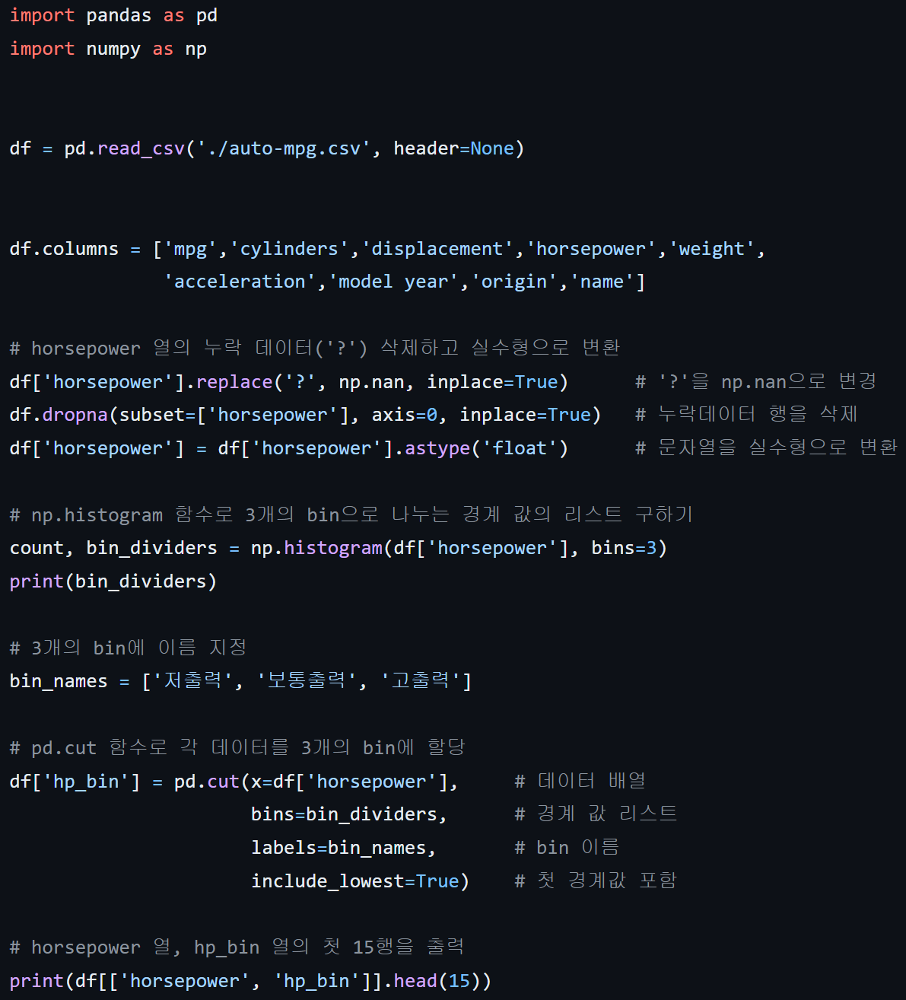 import pandas as pd
import numpy as np
df = pd.read_csv('./auto-mpg.csv', header=None)
df.columns = ['mpg','cylinders','displacement','horsepower','weight',
'acceleration','model year','origin','name']
# horsepower 열의 누락 데이터('?') 삭제하고 실수형으로 변환
df['horsepower'].replace('?', np.nan, inplace=True) # '?'을 np.nan으로 변경
df.dropna(subset=['horsepower'], axis=0, inplace=True) # 누락데이터 행을 삭제
df['horsepower'] = df['horsepower'].astype('float') # 문자열을 실수형으로 변환
# np.histogram 함수로 3개의 bin으로 나누는 경계 값의 리스트 구하기
count, bin_dividers = np.histogram(df['horsepower'], bins=3)
print(bin_dividers)
# 3개의 bin에 이름 지정
bin_names = ['저출력', '보통출력', '고출력']
# pd.cut 함수로 각 데이터를 3개의 bin에 할당
df['hp_bin'] = pd.cut(x=df['horsepower'], # 데이터 배열
bins=bin_dividers, # 경계 값 리스트
labels=bin_names, # bin 이름
include_lowest=True) # 첫 경계값 포함
# horsepower 열, hp_bin 열의 첫 15행을 출력
print(df[['horsepower', 'hp_bin']].head(15))